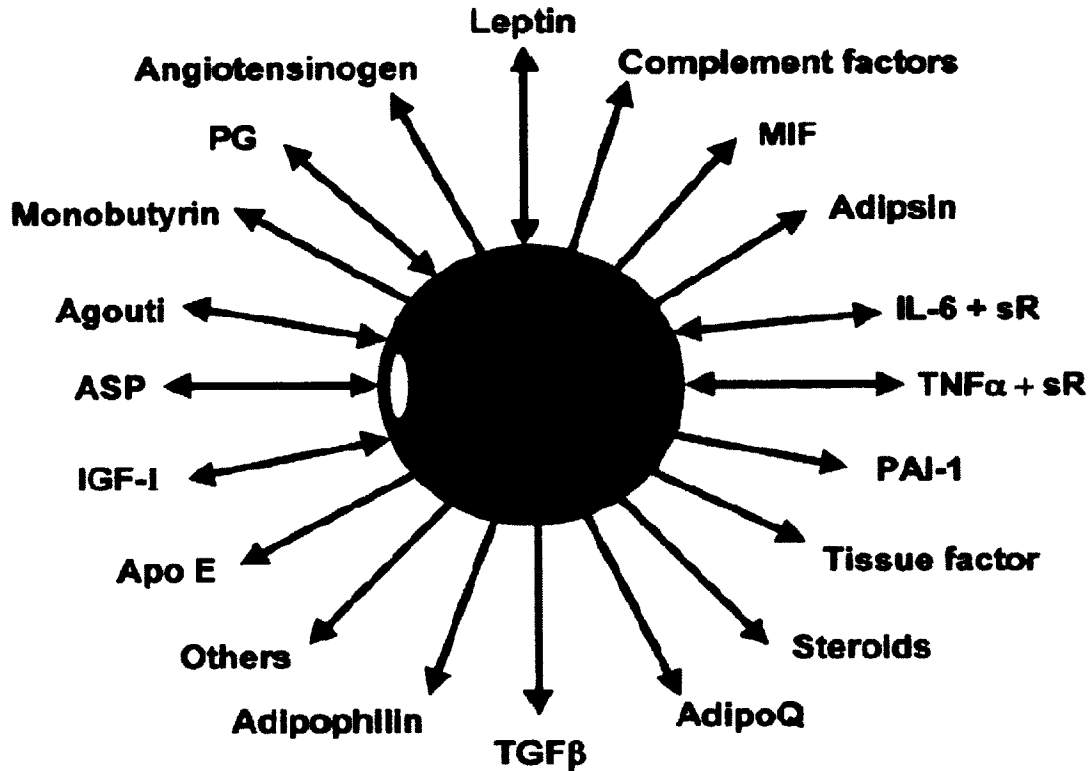 Leptin
Angiotensinogen
Complement factors
PG
MIF
Monobutyrin
Adipsin
Agouti
IL-6 + sR
ASP
TNFα + sR
IGF-I
PAI-1
Apo E
Tissue factor
Others
Steroids
Adipophilin
AdipoQ
TGFβ